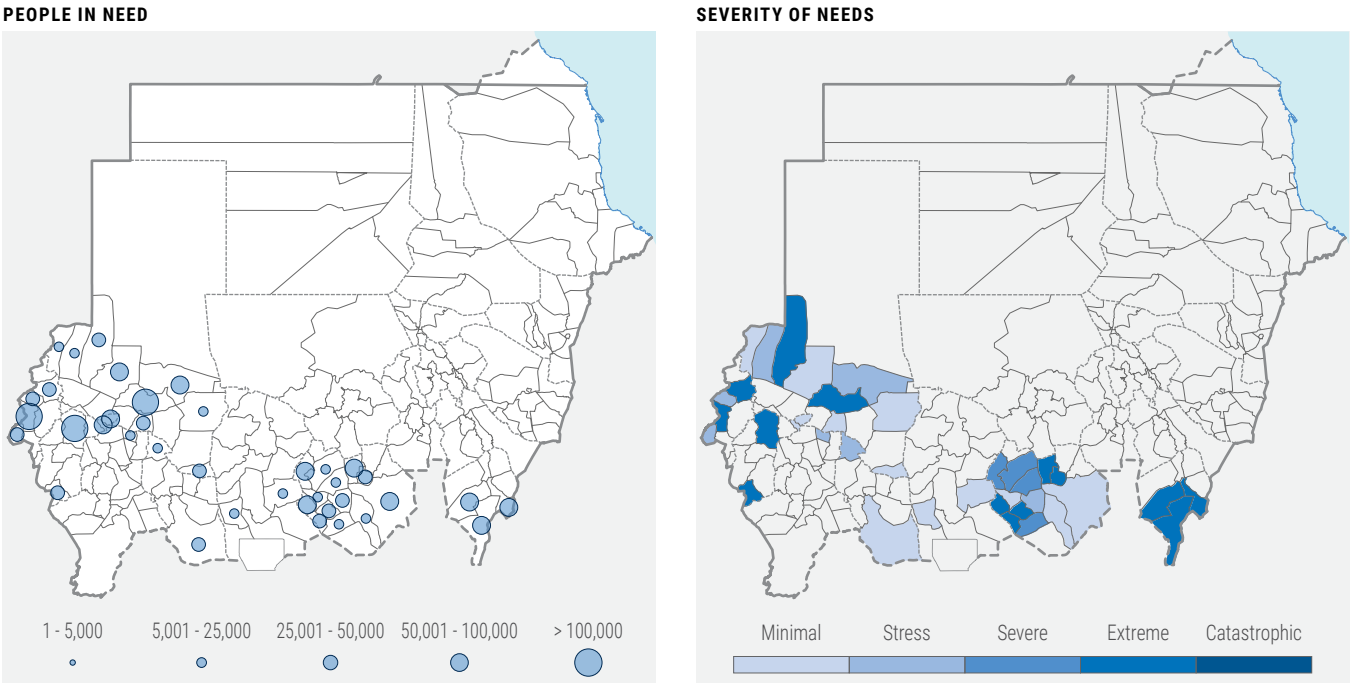 PEOPLE IN NEED
1 - 5,000 5,001 - 25,000 25,001 - 50,000 50,001 - 100,000 > 100,000
SEVERITY OF NEEDS
Minimal Stress Severe Extreme Catastrophic